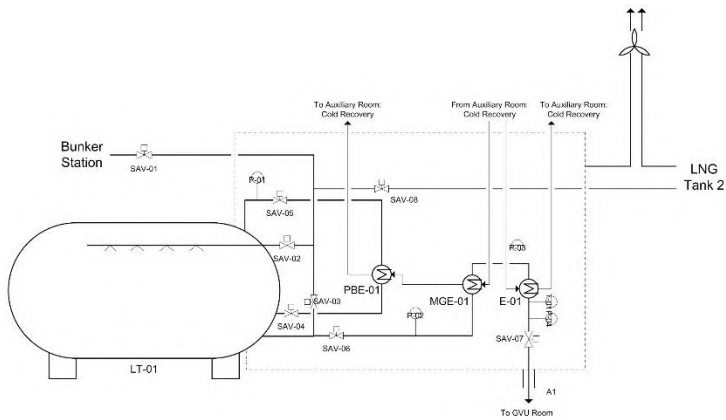 To Auxiliary Room:
Cold Recovery
From Auxiliary Room:
Cold Recovery
To Auxiliary Room:
Cold Recovery
Bunker
Station
SAV-01
LNG
Tank 2
P-01
SAV-05
SAV-08
SAV-02
P-03
PBE-01
MGE-01
E-01
SAV-03
SAV-04
P-02
SAV-06
SAV-07
LT-01
A1
To GVU Room